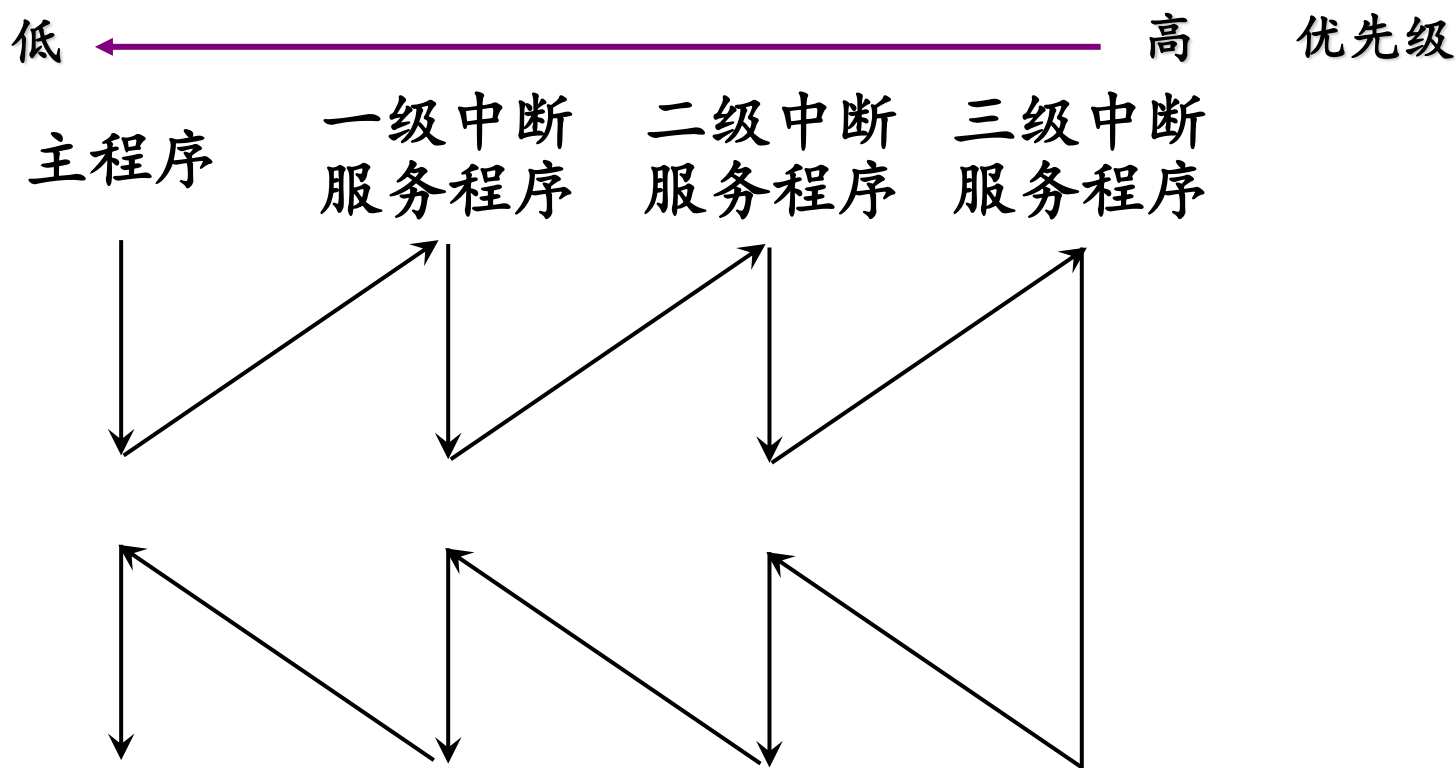 低 高 优先级
主程序
一级中断
服务程序
二级中断
服务程序
三级中断
服务程序